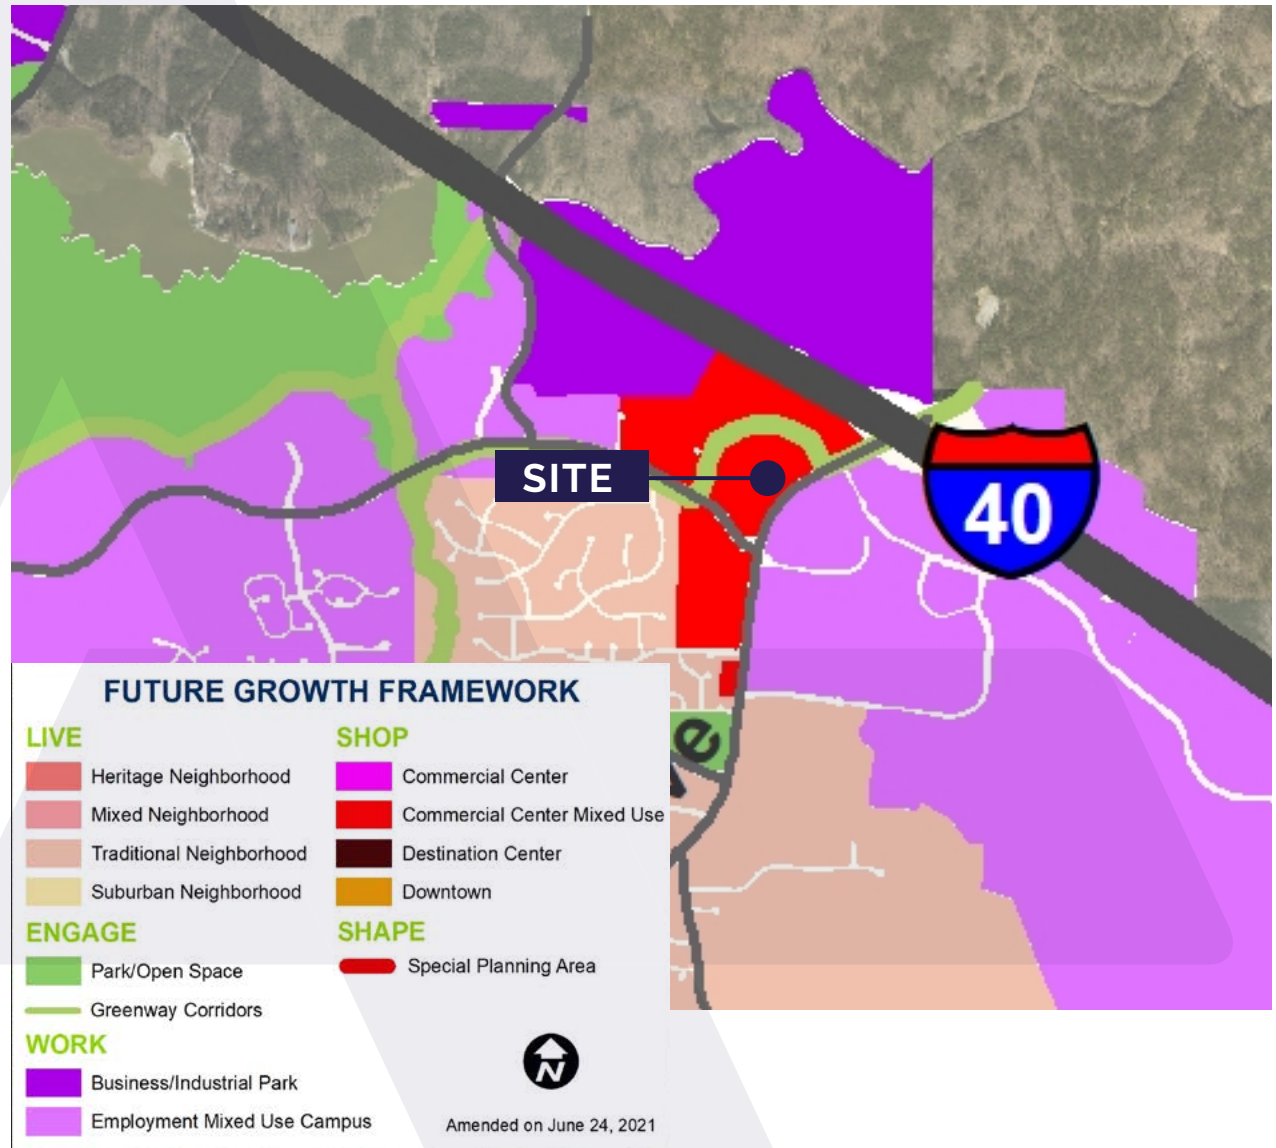 SITE
40
FUTURE GROWTH FRAMEWORK
LIVE
Heritage Neighborhood
Mixed Neighborhood
Traditional Neighborhood
Suburban Neighborhood
ENGAGE
Park/Open Space
Greenway Corridors
WORK
Business/Industrial Park
Employment Mixed Use Campus
SHOP
Commercial Center
Commercial Center Mixed Use
Destination Center
Downtown
SHAPE
Special Planning Area
N
Amended on June 24, 2021